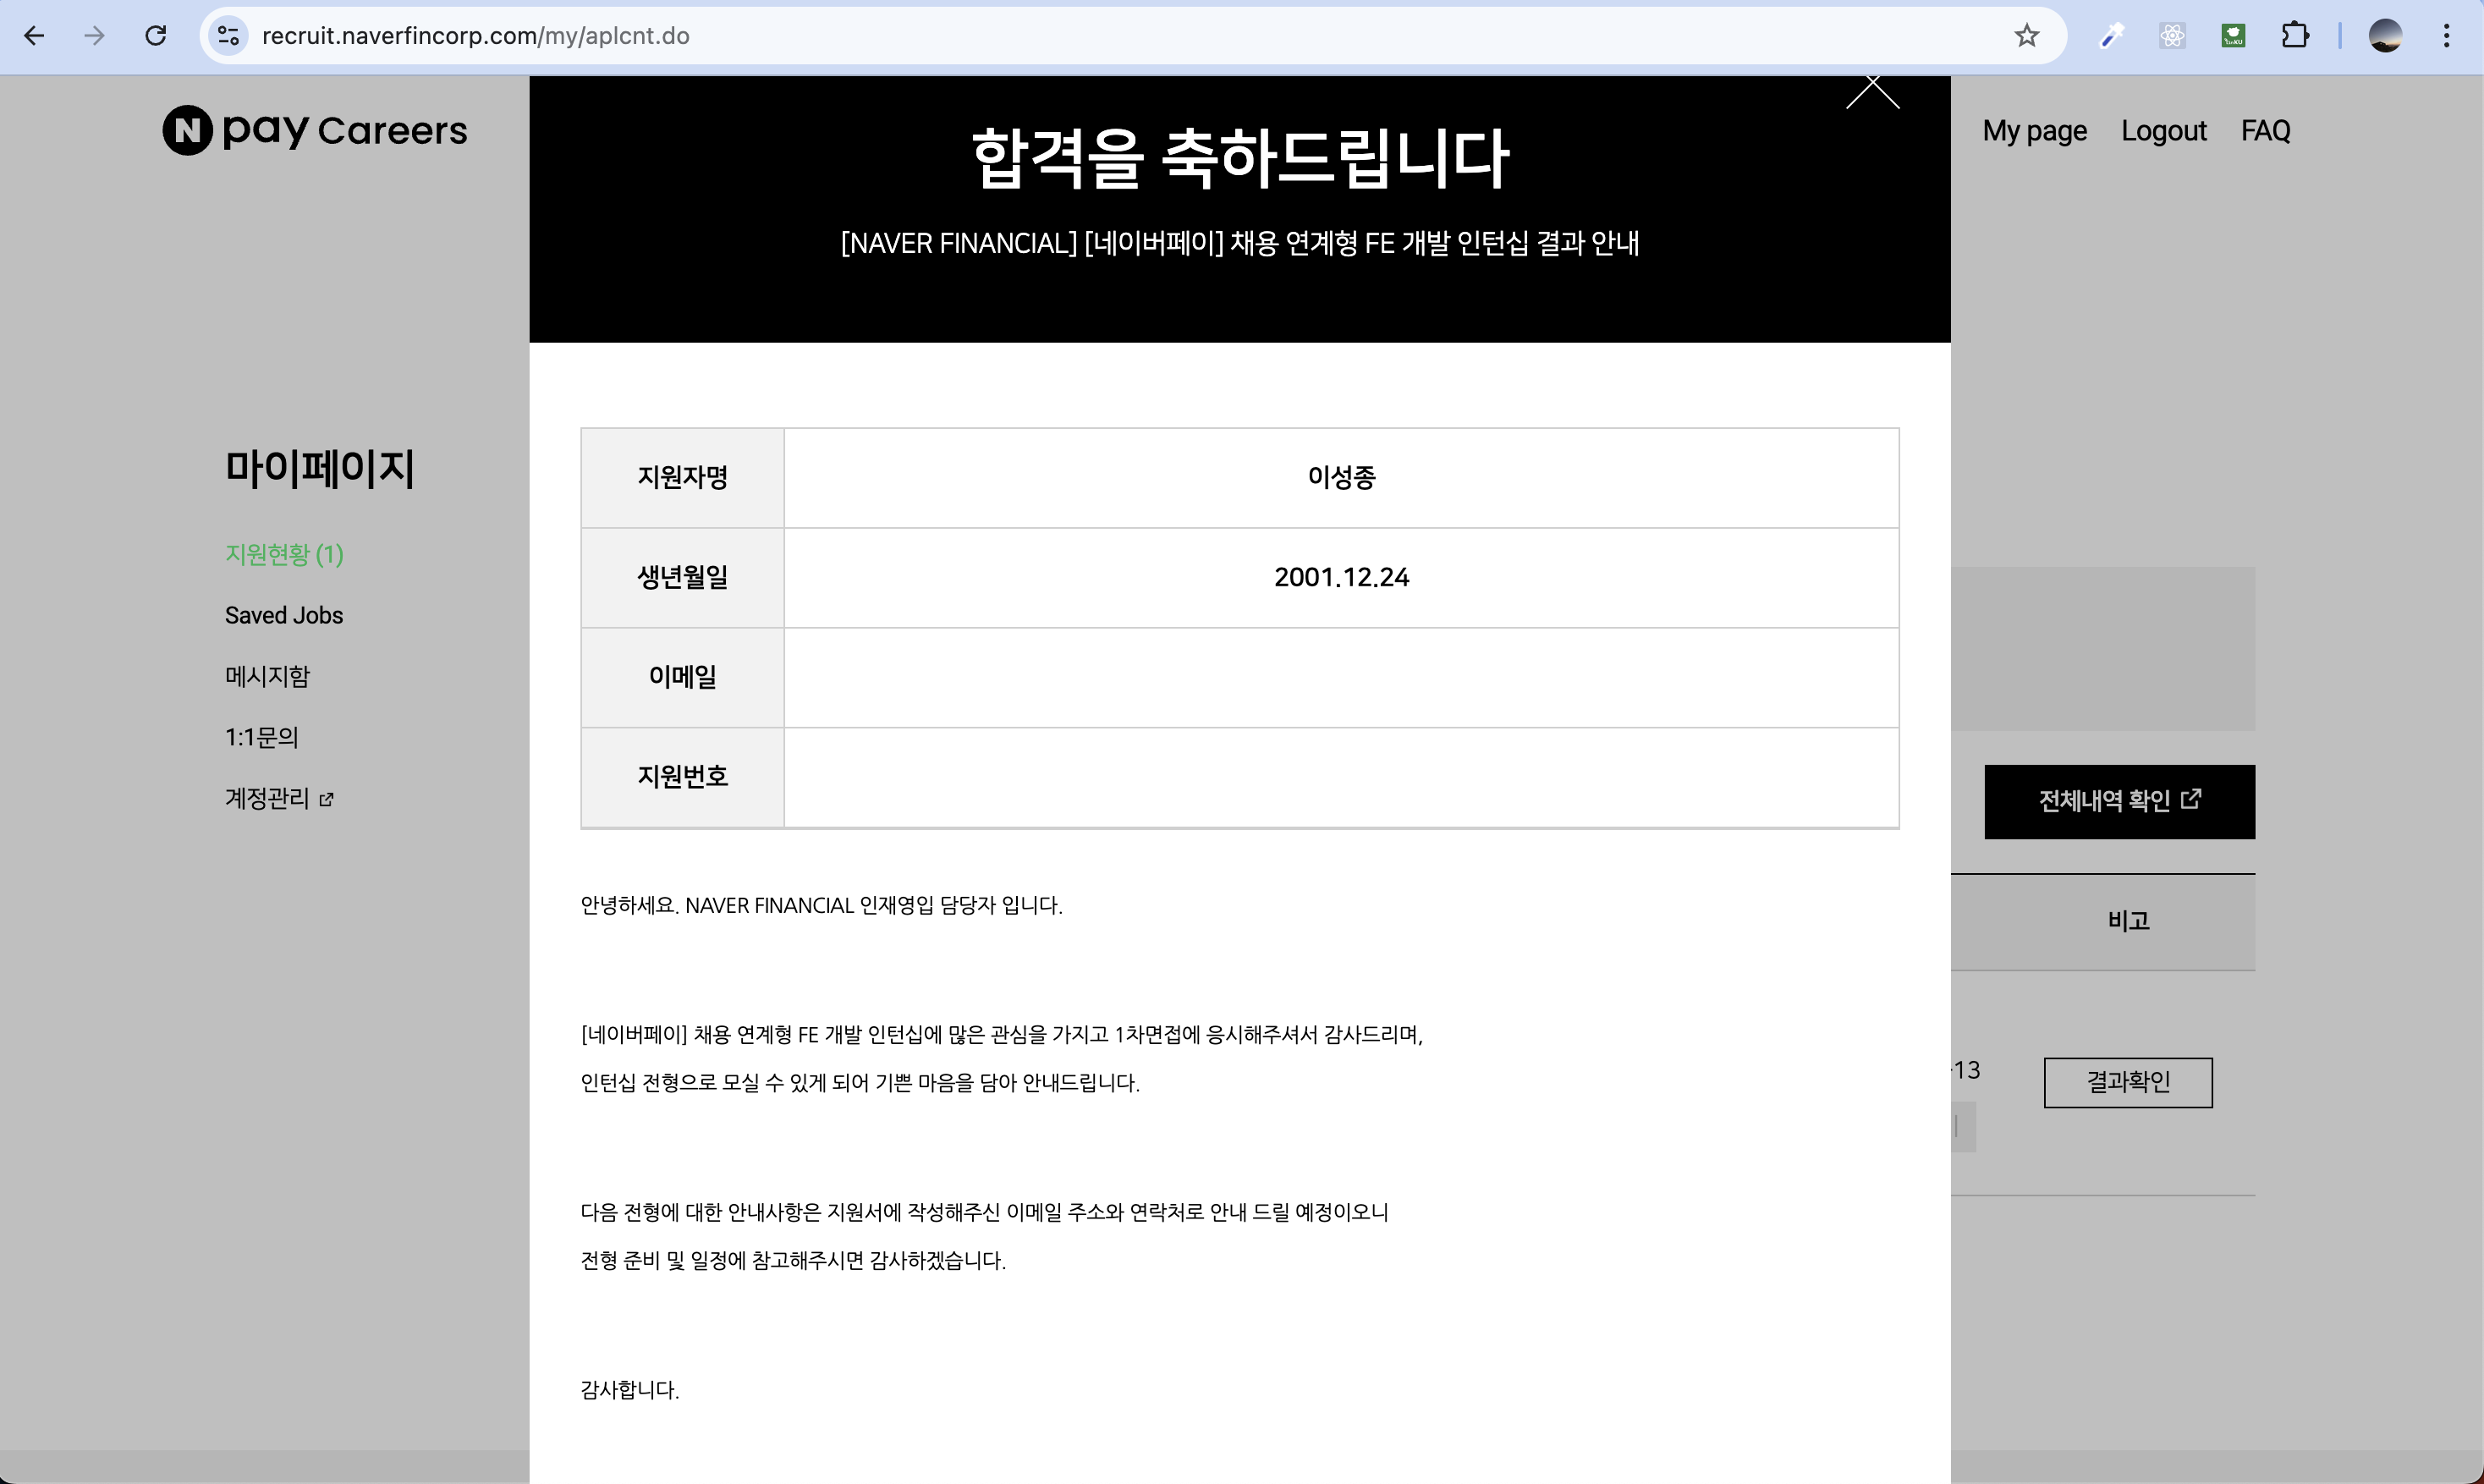 recruit.naverfincorp.com/my/aplcnt.do
N pay Careers
My page
Logout
FAQ
합격을 축하드립니다
[NAVER FINANCIAL] [네이버페이] 채용 연계형 FE 개발 인턴십 결과 안내
마이페이지
지원현황 (1)
Saved Jobs
메시지함
1:1문의
계정관리
지원자명
이성종
생년월일
2001.12.24
이메일
지원번호
전체내역 확인
비고
-13
결과확인
안녕하세요. NAVER FINANCIAL 인재영입 담당자 입니다.
[네이버페이] 채용 연계형 FE 개발 인턴십에 많은 관심을 가지고 1차면접에 응시해주셔서 감사드리며,
인턴십 전형으로 모실 수 있게 되어 기쁜 마음을 담아 안내드립니다.
다음 전형에 대한 안내사항은 지원서에 작성해주신 이메일 주소와 연락처로 안내 드릴 예정이오니
전형 준비 및 일정에 참고해주시면 감사하겠습니다.
감사합니다.